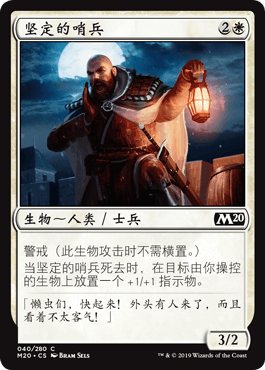 坚定的哨兵 2
生物～人类／士兵 M20
警戒（此生物攻击时不需横置。）
当坚定的哨兵死去时，在目标由你操控
的生物上放置一个 +1/+1 指示物。
「懒虫们，快起来！外头有人来了，而且
看着不太客气！」
3/2
040/280 C
M20 • CS BRAM SELS
™ & © 2019 Wizards of the Coast